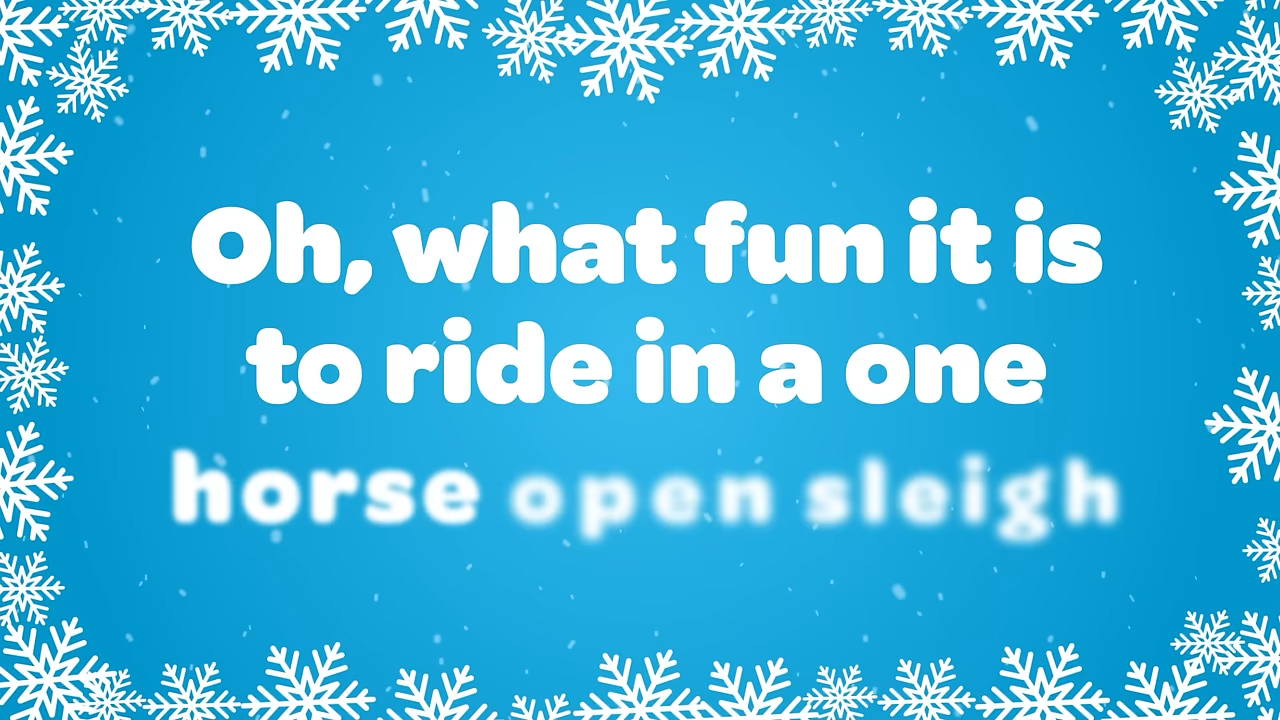 Oh, what fun it is
to ride in a one
horse open sleigh